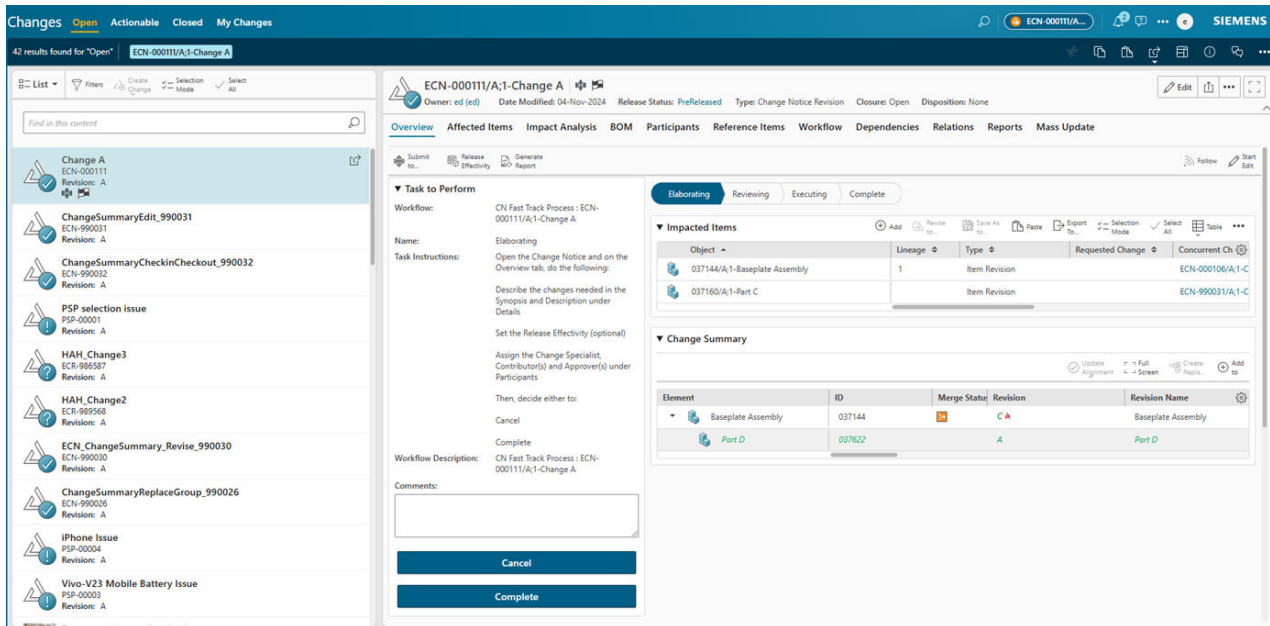 Changes Open Actionable Closed My Changes
ECN-000111/A... 2 ... e SIEMENS
42 results found for "Open" ECN-000111/A;1-Change A
List Filters Create Change Selection Mode Select All
Find in this content
Change A
ECN-000111
Revision: A
ChangeSummaryEdit_990031
ECN-990031
Revision: A
ChangeSummaryCheckinCheckout_990032
ECN-990032
Revision: A
PSP selection issue
PSP-00001
Revision: A
HAH_Change3
ECR-986587
Revision: A
HAH_Change2
ECR-989568
Revision: A
ECN_ChangeSummary_Revise_990030
ECN-990030
Revision: A
ChangeSummaryReplaceGroup_990026
ECN-990026
Revision: A
iPhone Issue
PSP-00004
Revision: A
Vivo-V23 Mobile Battery Issue
PSP-00003
Revision: A
ECN-000111/A;1-Change A
Edit
Owner: ed (ed) Date Modified: 04-Nov-2024 Release Status: PreReleased Type: Change Notice Revision Closure: Open Disposition: None
Overview Affected Items Impact Analysis BOM Participants Reference Items Workflow Dependencies Relations Reports Mass Update
Submit to... Release Effectivity Generate Report Follow Start Edit
Task to Perform
Workflow: CN Fast Track Process : ECN-
000111/A;1-Change A
Name: Elaborating
Task Instructions: Open the Change Notice and on the
Overview tab, do the following:
Describe the changes needed in the
Synopsis and Description under
Details
Set the Release Effectivity (optional)
Assign the Change Specialist,
Contributor(s) and Approver(s) under
Participants
Then, decide either to:
Cancel
Complete
Workflow Description: CN Fast Track Process : ECN-
000111/A;1-Change A
Comments:
Cancel
Complete
Elaborating Reviewing Executing Complete
Impacted Items
Add Revise to... Save As to... Paste Export To... Selection Mode Select All Table
Object Lineage Type Requested Change Concurrent Ch
037144/A;1-Baseplate Assembly 1 Item Revision ECN-000106/A;1-C
037160/A;1-Part C Item Revision ECN-990031/A;1-C
Change Summary
Update Alignment Full Screen Create Repla... Add to
Element ID Merge Status Revision Revision Name
Baseplate Assembly 037144 C A Baseplate Assembly
Part D 037622 A Part D